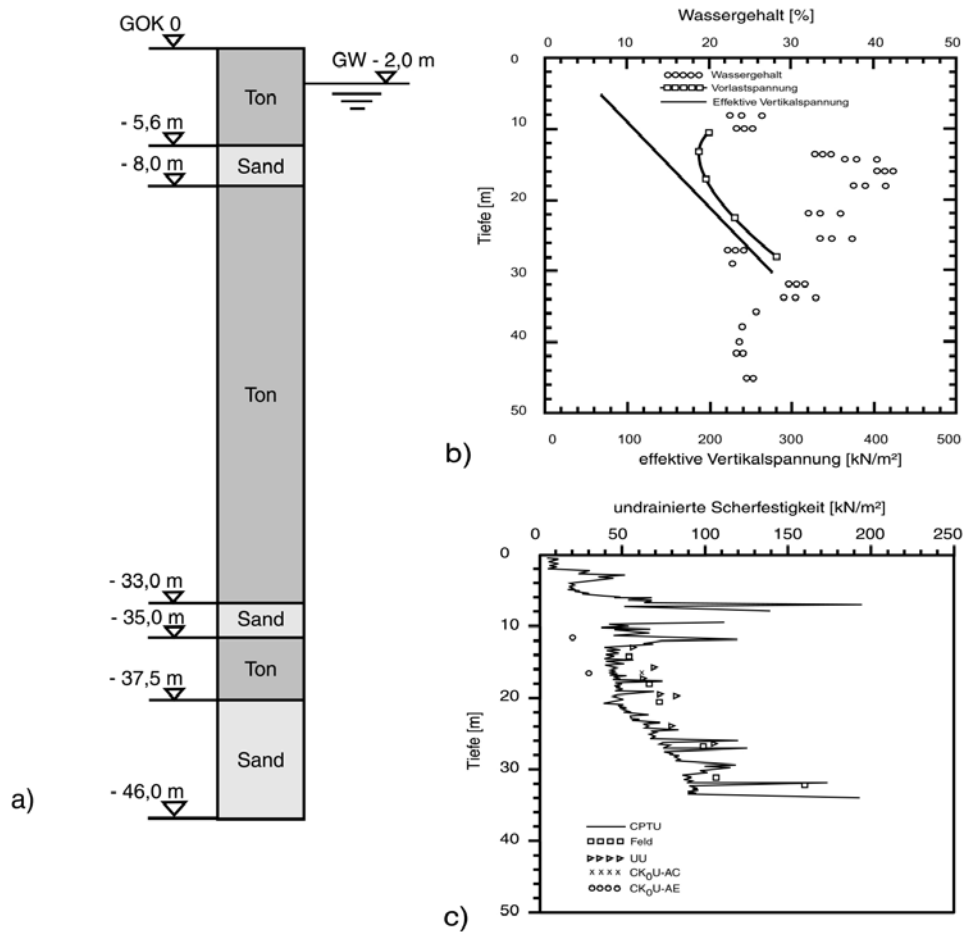 GOK 0
GW - 2,0 m
Ton
- 5,6 m
Sand
- 8,0 m
Ton
- 33,0 m
Sand
- 35,0 m
Ton
- 37,5 m
Sand
- 46,0 m
a)
Wassergehalt [%]
0 10 20 30 40 50
Wassergehalt
Vorlastspannung
Effektive Vertikalspannung
Tiefe [m]
0
10
20
30
40
50
0 100 200 300 400 500
effektive Vertikalspannung [kN/m²]
b)
undrainierte Scherfestigkeit [kN/m²]
0 50 100 150 200 250
Tiefe [m]
0
10
20
30
40
50
CPTU
Feld
UU
CK₀U-AC
CK₀U-AE
c)